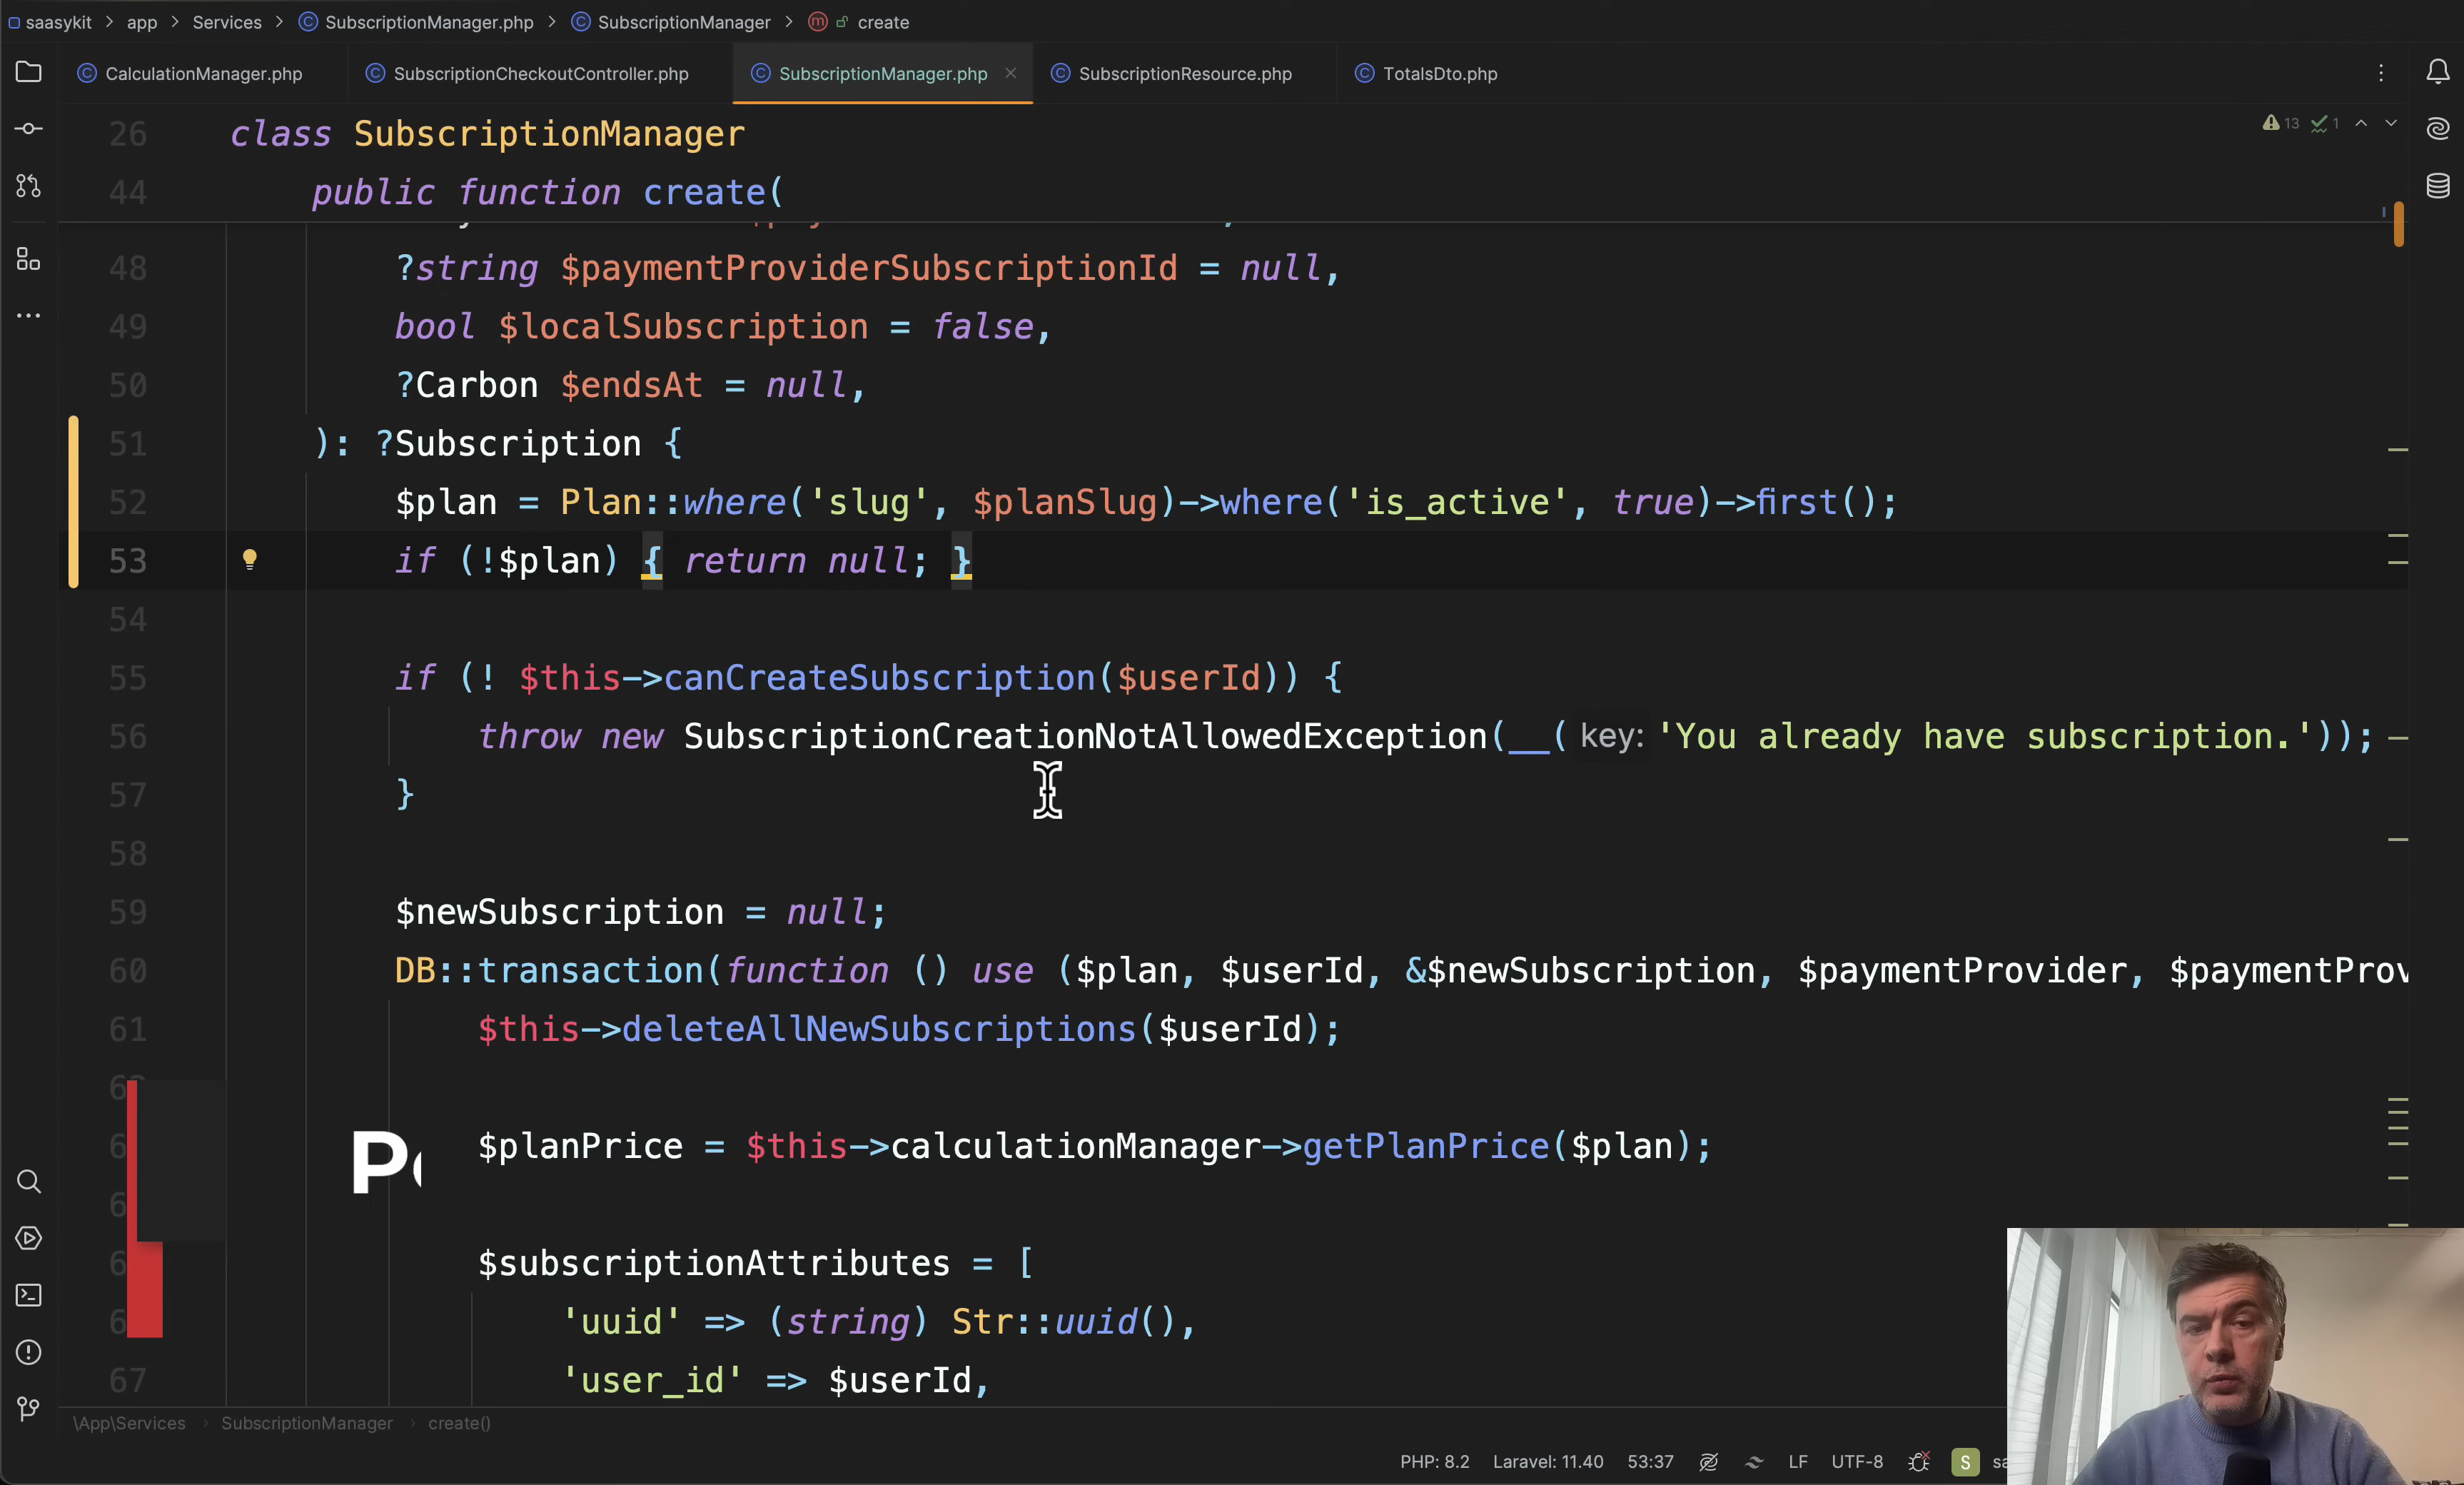 saasykit > app > Services > SubscriptionManager.php > SubscriptionManager > create
CalculationManager.php SubscriptionCheckoutController.php SubscriptionManager.php SubscriptionResource.php TotalsDto.php
26 class SubscriptionManager 13 1
44 public function create(
48 ?string $paymentProviderSubscriptionId = null,
49 bool $localSubscription = false,
50 ?Carbon $endsAt = null,
51 ): ?Subscription {
52 $plan = Plan::where('slug', $planSlug)->where('is_active', true)->first();
53 if (!$plan) { return null; }
54
55 if (! $this->canCreateSubscription($userId)) {
56 throw new SubscriptionCreationNotAllowedException(__( key: 'You already have subscription.'));
57 }
58
59 $newSubscription = null;
60 DB::transaction(function () use ($plan, $userId, &$newSubscription, $paymentProvider, $paymentProv
61 $this->deleteAllNewSubscriptions($userId);
$planPrice = $this->calculationManager->getPlanPrice($plan);
$subscriptionAttributes = [
'uuid' => (string) Str::uuid(),
67 'user_id' => $userId,
\App\Services > SubscriptionManager > create()
PHP: 8.2 Laravel: 11.40 53:37 LF UTF-8 S